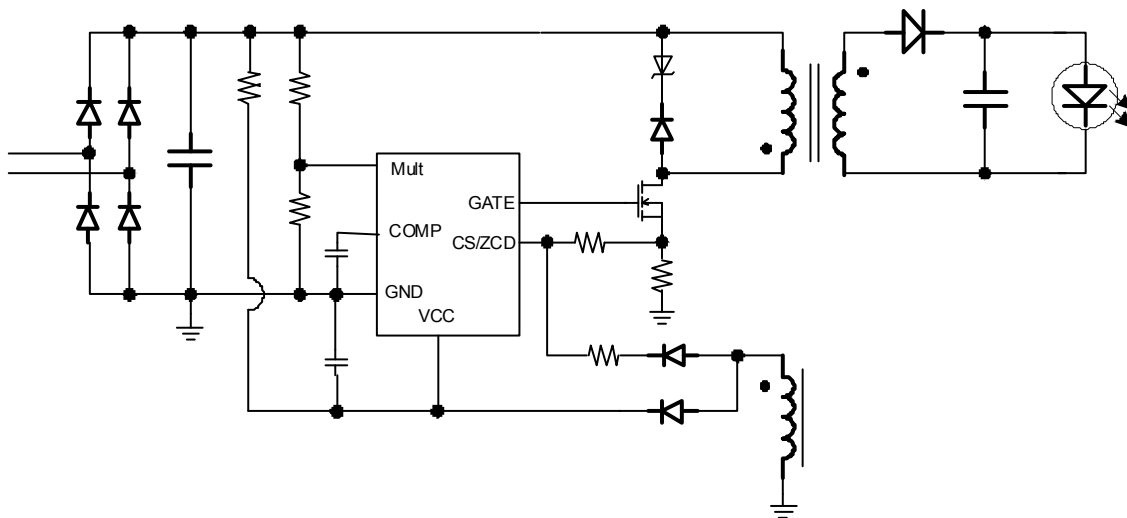 Mult
GATE
COMP
CS/ZCD
GND
VCC